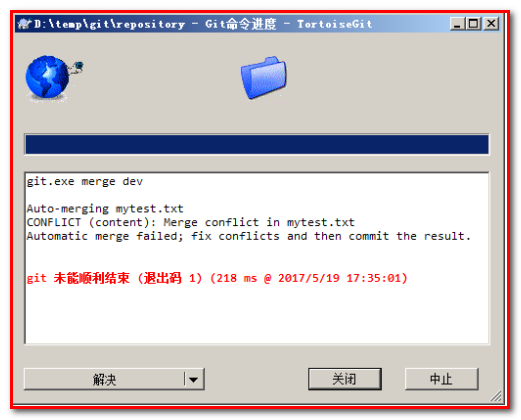 D:\temp\git\repository - Git命令进度 - TortoiseGit
git.exe merge dev
Auto-merging mytest.txt
CONFLICT (content): Merge conflict in mytest.txt
Automatic merge failed; fix conflicts and then commit the result.
git 未能顺利结束 (退出码 1) (218 ms @ 2017/5/19 17:35:01)
解决 关闭 中止